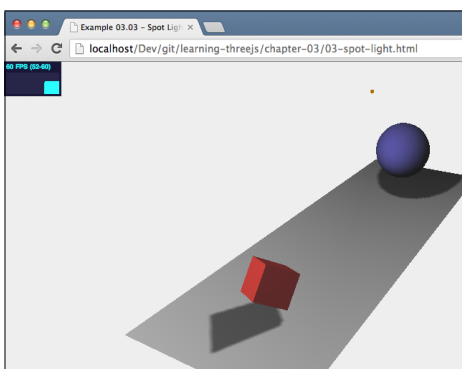 Example 03.03 – Spot Ligh
localhost/Dev/git/learning-threejs/chapter-03/03-spot-light.html
60 FPS (52-60)